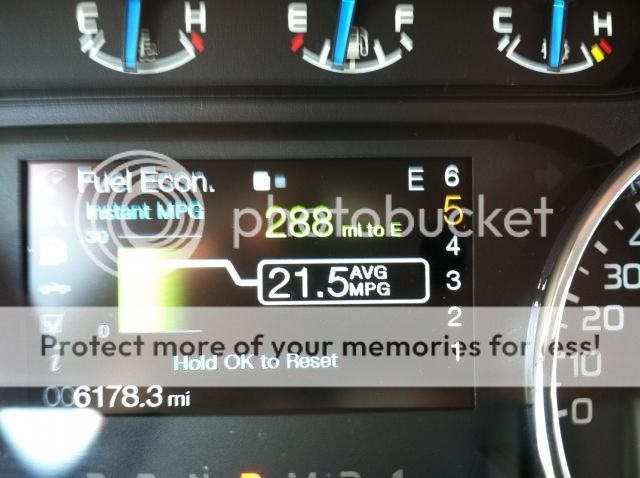 C H E F C H
Fuel Econ. E 6
Instant MPG 288 mi to E 5
30 4
21.5 AVG MPG 3
0 2
Hold OK to Reset 1
006178.3 mi
photobucket
Protect more of your memories for less!
30
20
10
0